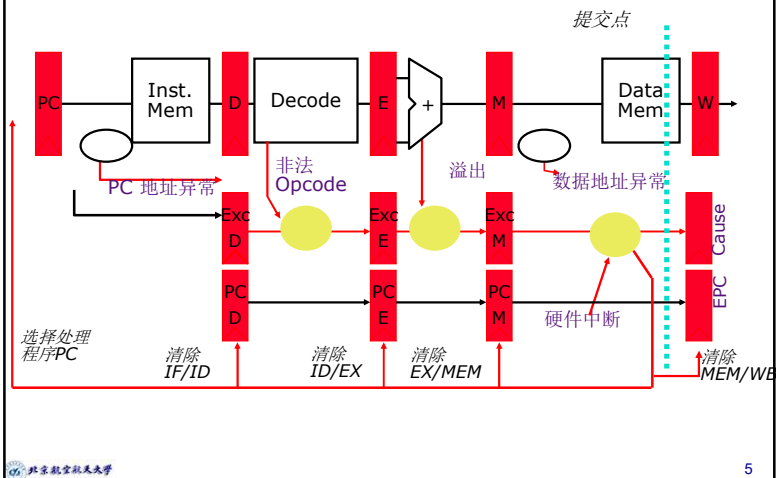 提交点
PC
Inst.
Mem
D
Decode
E
+
M
Data
Mem
W
PC 地址异常
非法
Opcode
溢出
数据地址异常
Exc
D
Exc
E
Exc
M
Cause
PC
D
PC
E
PC
M
EPC
硬件中断
选择处理
程序PC
清除
IF/ID
清除
ID/EX
清除
EX/MEM
清除
MEM/WB
北京航空航天大学
5